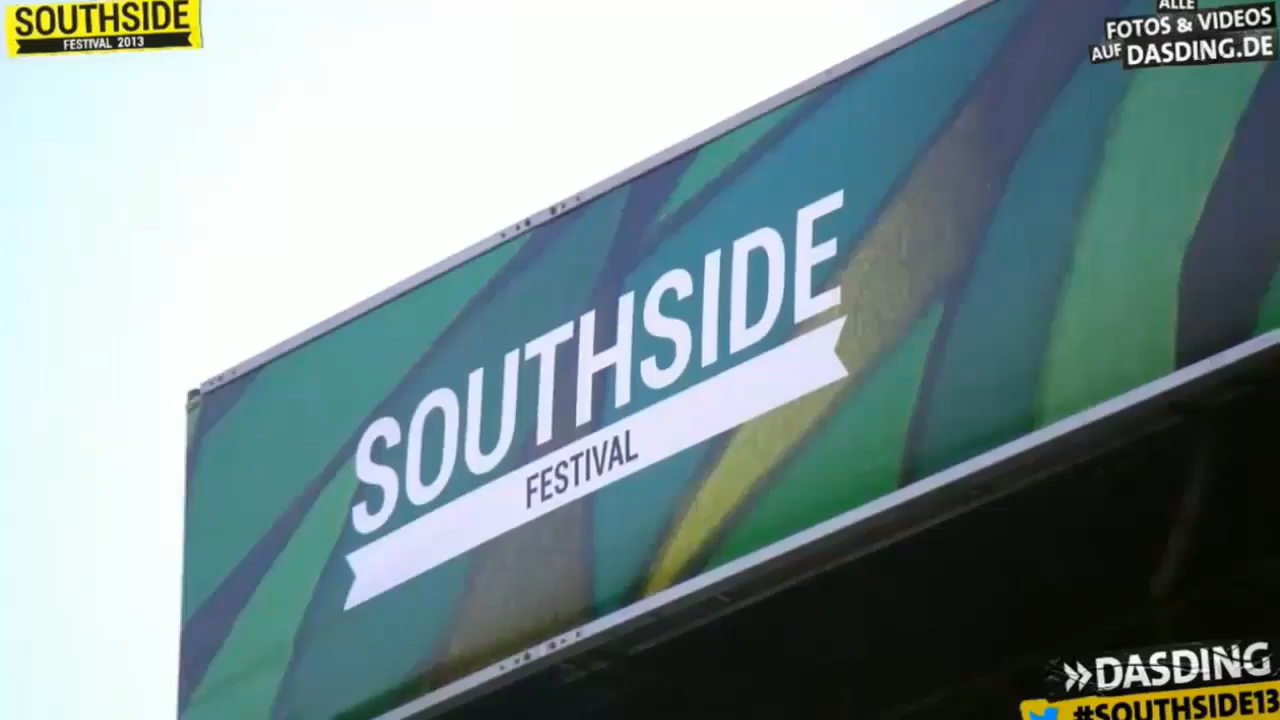 SOUTHSIDE
FESTIVAL 2013
ALLE
FOTOS & VIDEOS
AUF DASDING.DE
SOUTHSIDE
FESTIVAL
»DASDING
#SOUTHSIDE13